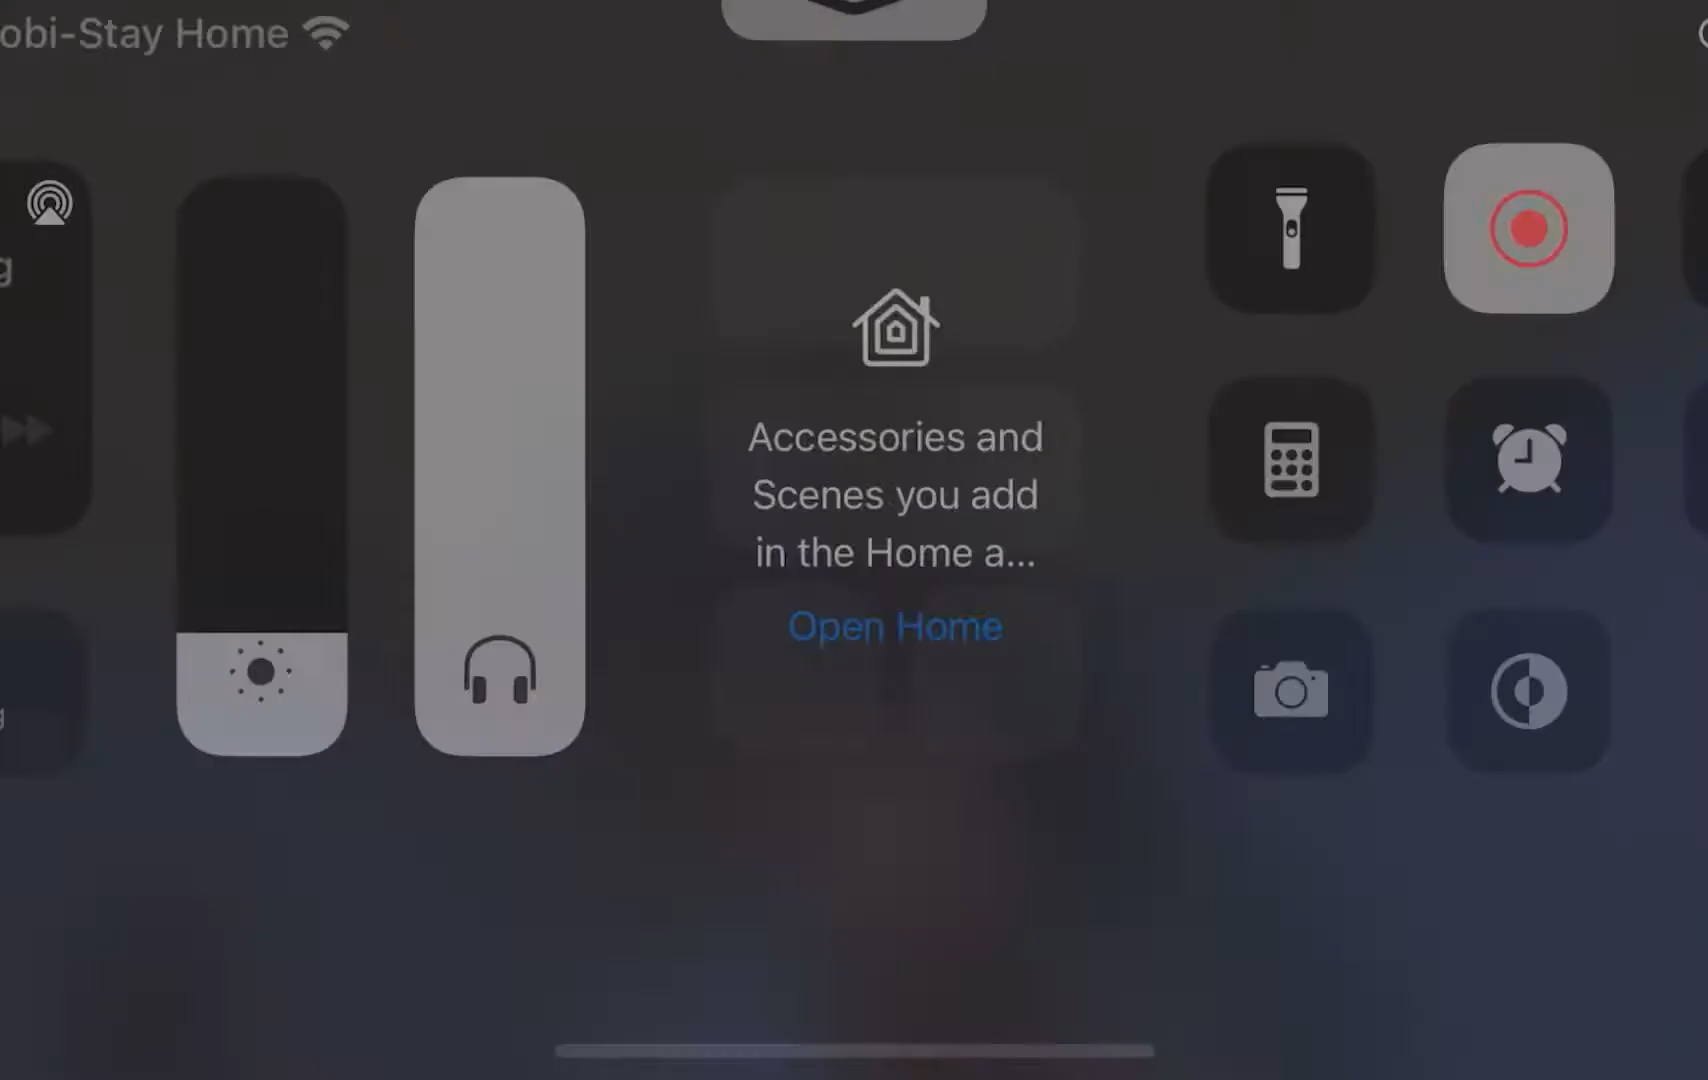 obi-Stay Home
g
Accessories and
Scenes you add
in the Home a...
Open Home
g